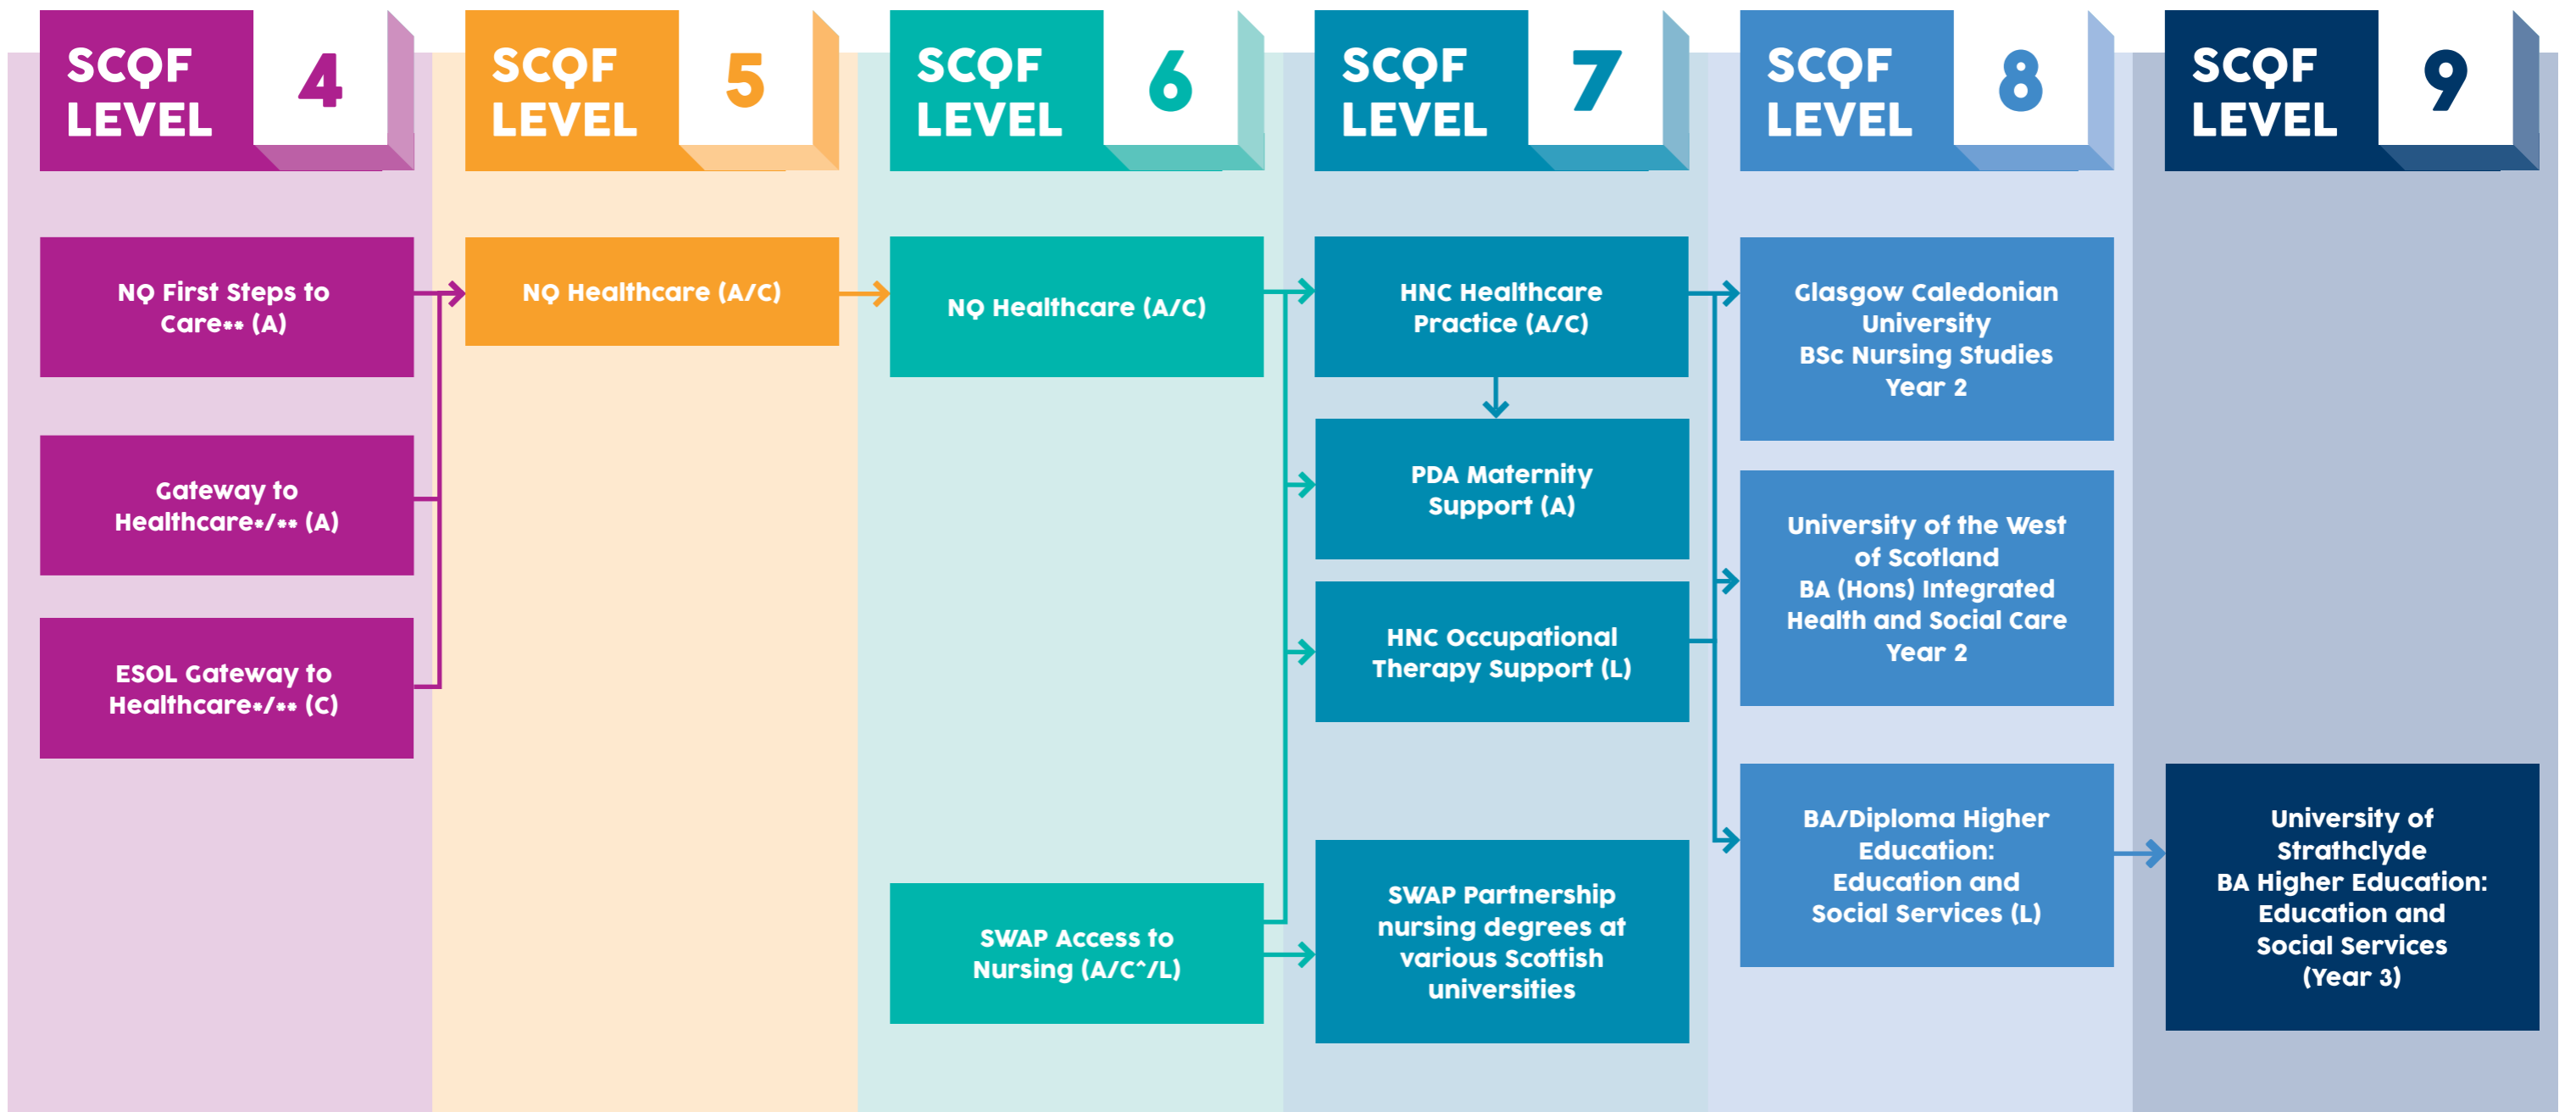 SCQF
LEVEL
4
SCQF
LEVEL
5
SCQF
LEVEL
6
SCQF
LEVEL
7
SCQF
LEVEL
8
SCQF
LEVEL
9
NQ First Steps to
Care** (A)
Gateway to
Healthcare*/** (A)
ESOL Gateway to
Healthcare*/** (C)
NQ Healthcare (A/C)
NQ Healthcare (A/C)
SWAP Access to
Nursing (A/C^/L)
HNC Healthcare
Practice (A/C)
PDA Maternity
Support (A)
HNC Occupational
Therapy Support (L)
SWAP Partnership
nursing degrees at
various Scottish
universities
Glasgow Caledonian
University
BSc Nursing Studies
Year 2
University of the West
of Scotland
BA (Hons) Integrated
Health and Social Care
Year 2
BA/Diploma Higher
Education:
Education and
Social Services (L)
University of
Strathclyde
BA Higher Education:
Education and
Social Services
(Year 3)